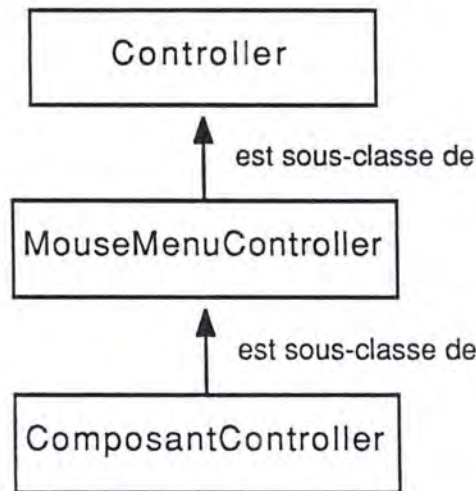 Controller
est sous-classe de
MouseMenuController
est sous-classe de
ComposantController